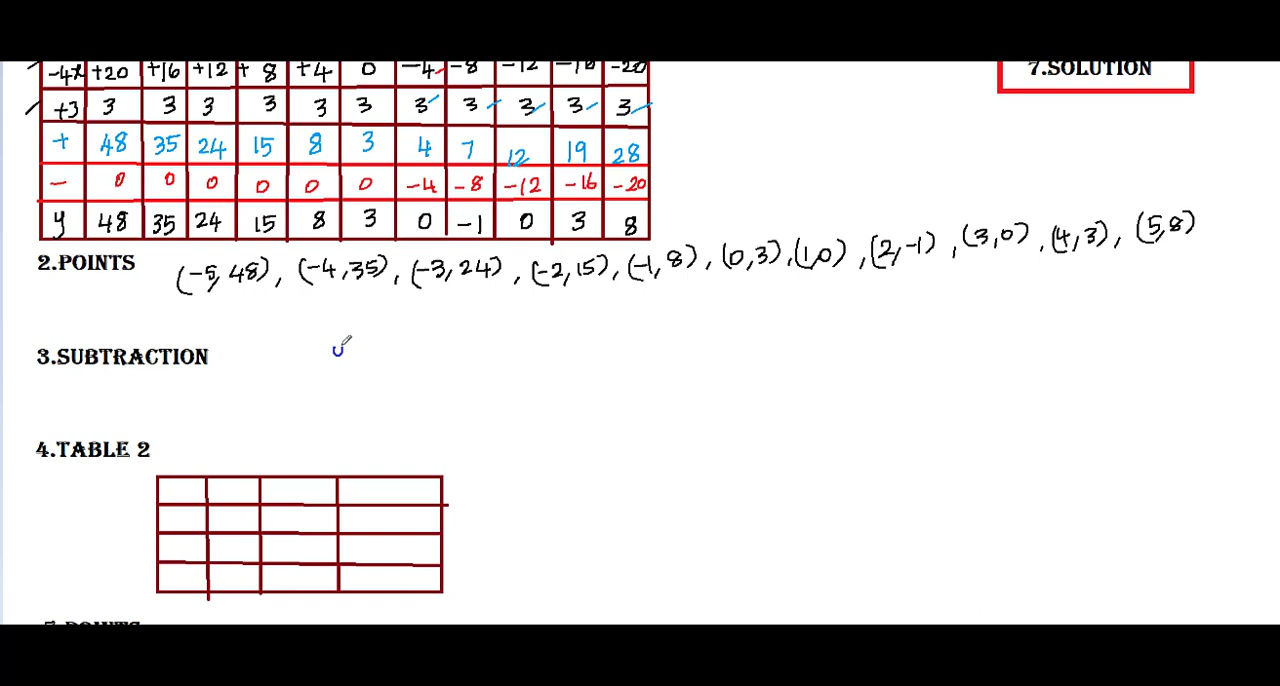 -4x +20 +16 +12 +8 +4 0 -4 -8 -12 -16 -20
7.SOLUTION
+3 3 3 3 3 3 3 3 3 3 3 3
+ 48 35 24 15 8 3 4 7 12 19 28
- 0 0 0 0 0 0 -4 -8 -12 -16 -20
y 48 35 24 15 8 3 0 -1 0 3 8
2.POINTS (-5,48), (-4,35), (-3,24), (-2,15), (-1,8), (0,3), (1,0), (2,-1), (3,0), (4,3), (5,8)
3.SUBTRACTION
4.TABLE 2